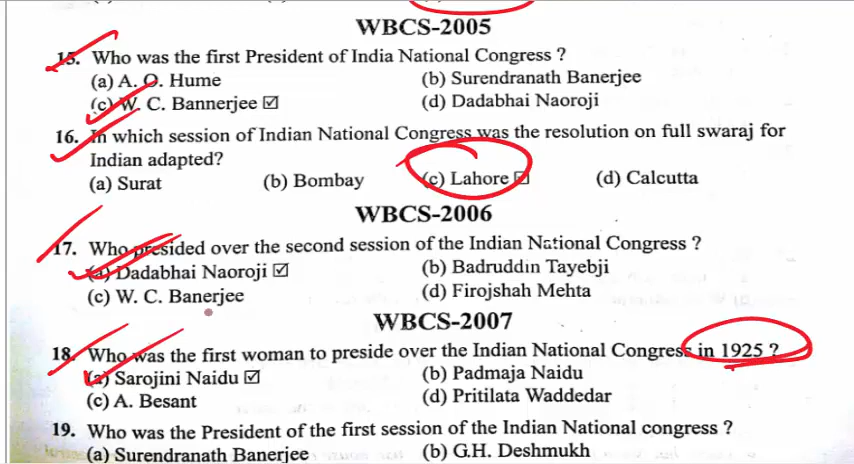 WBCS-2005
15. Who was the first President of India National Congress ?
(a) A. O. Hume (b) Surendranath Banerjee
(c) W. C. Bannerjee ☑ (d) Dadabhai Naoroji
16. In which session of Indian National Congress was the resolution on full swaraj for
Indian adapted?
(a) Surat (b) Bombay (c) Lahore ☑ (d) Calcutta
WBCS-2006
17. Who presided over the second session of the Indian National Congress ?
(a) Dadabhai Naoroji ☑ (b) Badruddin Tayebji
(c) W. C. Banerjee (d) Firojshah Mehta
WBCS-2007
18. Who was the first woman to preside over the Indian National Congress in 1925 ?
(a) Sarojini Naidu ☑ (b) Padmaja Naidu
(c) A. Besant (d) Pritilata Waddedar
19. Who was the President of the first session of the Indian National congress ?
(a) Surendranath Banerjee (b) G.H. Deshmukh